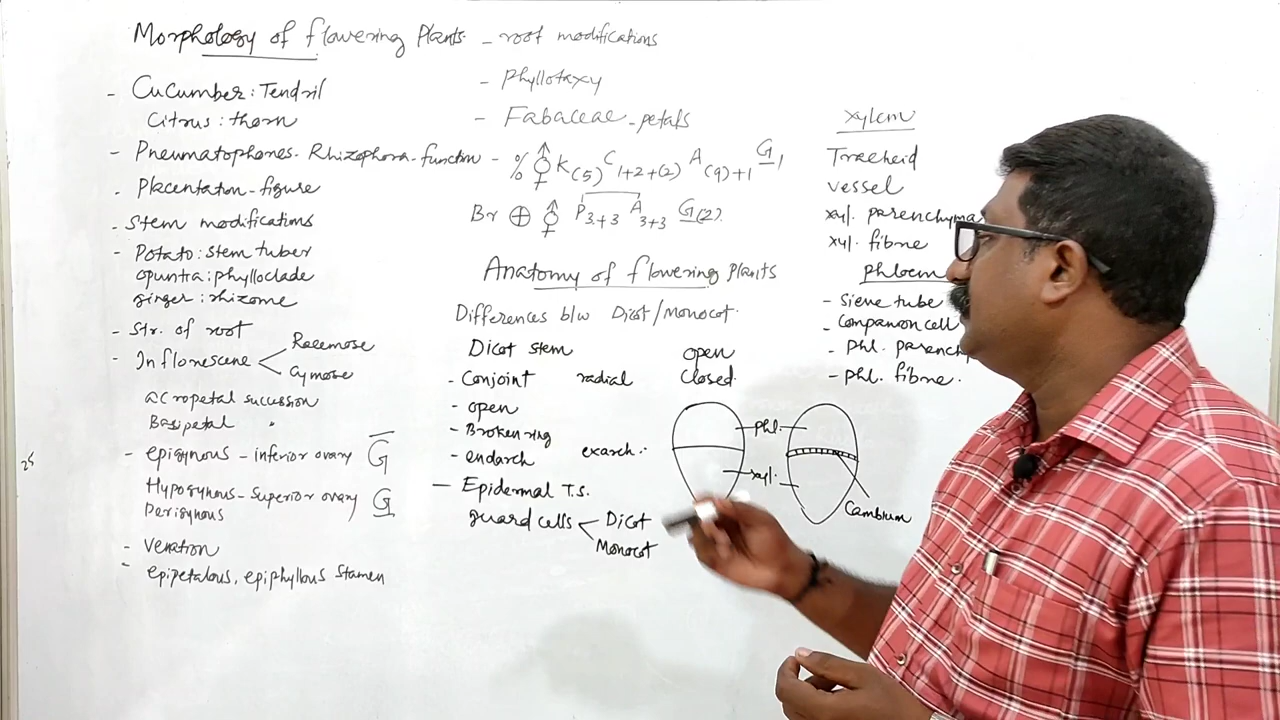 Morphology of flowering Plants - root modifications
- Cucumber: Tendril
Citrus: thorn
- Pneumatophores. Rhizophora-function
- Placentation-figure
- Stem modifications
- Potato: stem tuber
opuntia: phylloclade
ginger: rhizome
- Str. of root
- Inflorescene < Racemose
Cymose
acropetal sucussion
Basipetal "
- epigynous - inferior ovary G̅
Hypogynous - superior ovary G̲
Perigynous
- Venation
- epipetalous, epiphyllous stamen
- Phyllotaxy
- Fabaceae - petals
- % ⚥ K(5) C1+2+(2) A(9)+1 G̲1
Br ⊕ ⚥ P3+3 A3+3 G̲(2).
Anatomy of flowering plants
Differences b/w Dicot/monocot.
Dicot stem
- Conjoint radial
- open
- Broken ring
- endarch exarch.
- Epidermal T.S.
guard cells < Dicot
Monocot
open
Closed.
phl.
xyl.
Cambium
xylem
Tracheid
vessel
xyl. parenchyma
xyl. fibre
phloem
- Sieve tube
- Companion cell
- Phl. parench
- phl. fibre.